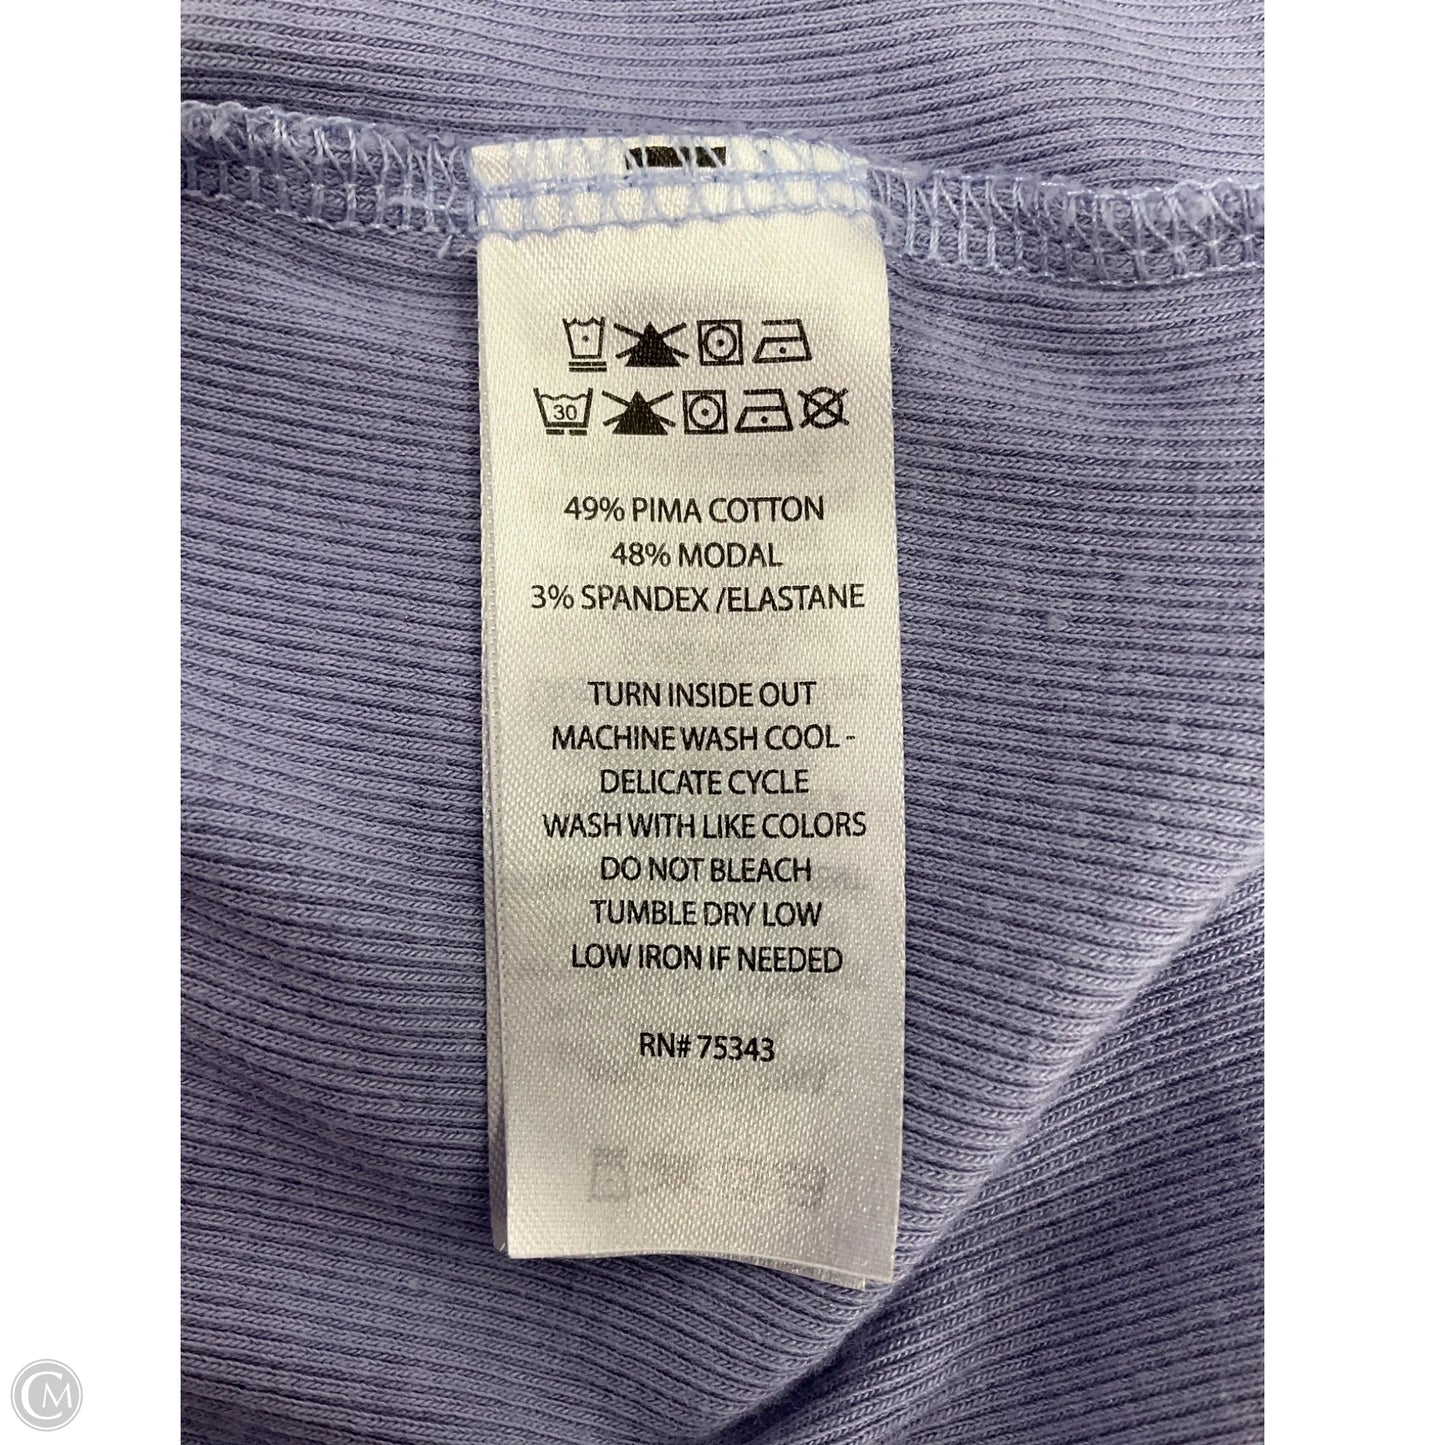 30
49% PIMA COTTON
48% MODAL
3% SPANDEX /ELASTANE
TURN INSIDE OUT
MACHINE WASH COOL -
DELICATE CYCLE
WASH WITH LIKE COLORS
DO NOT BLEACH
TUMBLE DRY LOW
LOW IRON IF NEEDED
RN# 75343
CM